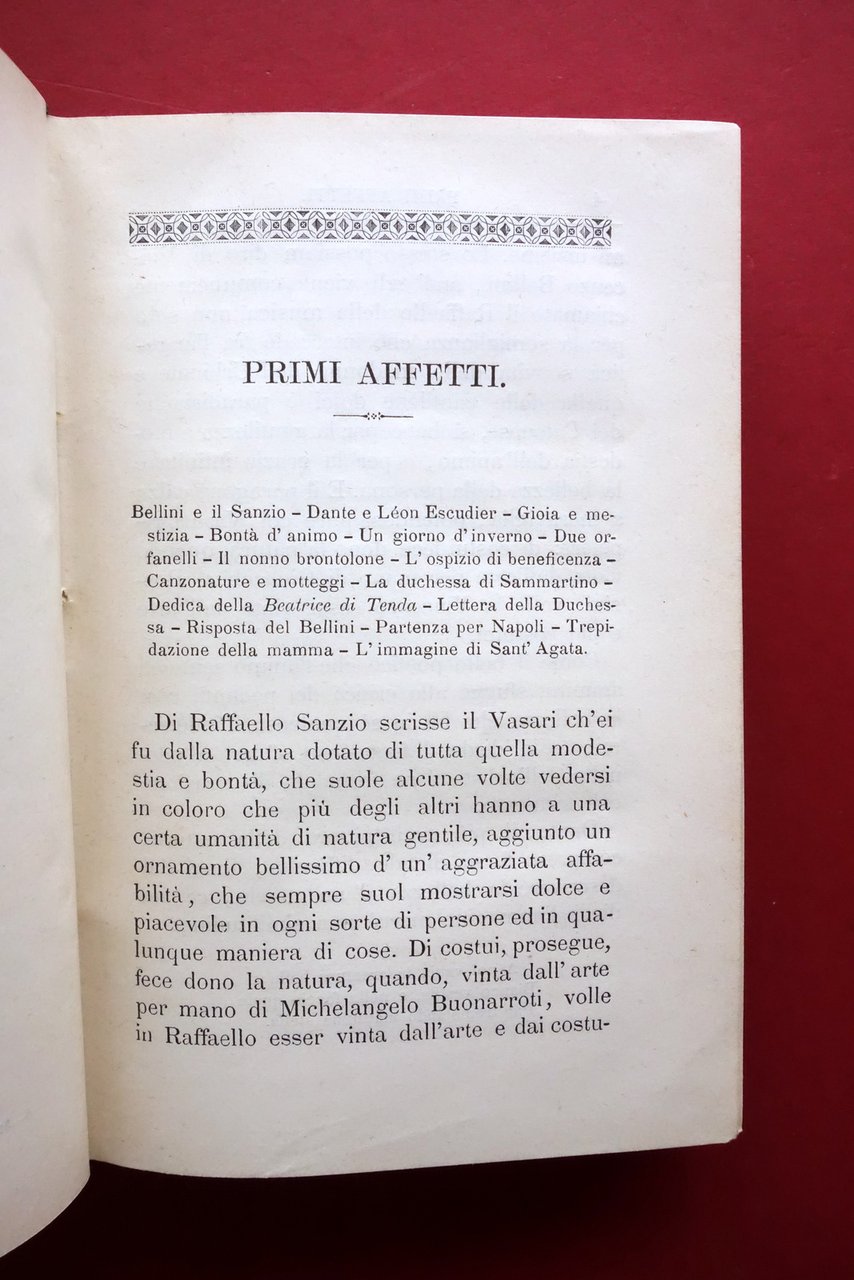 PRIMI AFFETTI.
Bellini e il Sanzio – Dante e Léon Escudier – Gioia e me-
stizia – Bontà d' animo – Un giorno d' inverno – Due or-
fanelli – Il nonno brontolone – L' ospizio di beneficenza –
Canzonature e motteggi – La duchessa di Sammartino –
Dedica della Beatrice di Tenda – Lettera della Duches-
sa – Risposta del Bellini – Partenza per Napoli – Trepi-
dazione della mamma – L' immagine di Sant' Agata.
Di Raffaello Sanzio scrisse il Vasari ch'ei
fu dalla natura dotato di tutta quella mode-
stia e bontà, che suole alcune volte vedersi
in coloro che più degli altri hanno a una
certa umanità di natura gentile, aggiunto un
ornamento bellissimo d' un' aggraziata affa-
bilità, che sempre suol mostrarsi dolce e
piacevole in ogni sorte di persone ed in qua-
lunque maniera di cose. Di costui, prosegue,
fece dono la natura, quando, vinta dall' arte
per mano di Michelangelo Buonarroti, volle
in Raffaello esser vinta dall'arte e dai costu-